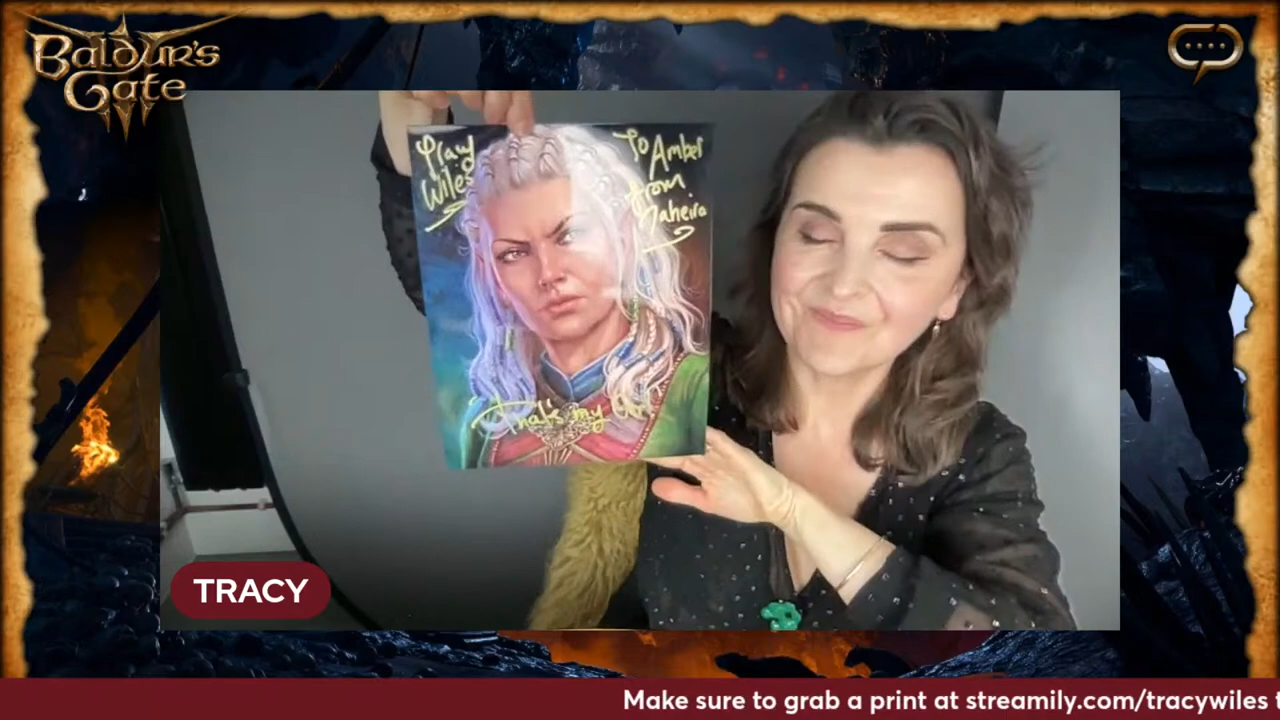 Baldur's
Gate
III
Tracy
Wiles
To Amber
from
Jaheira
That's my Girl
TRACY
Make sure to grab a print at streamily.com/tracywiles t